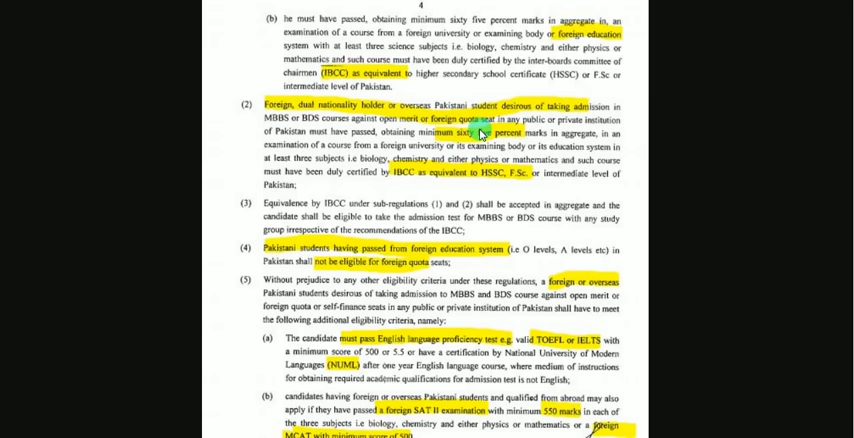 4
(b) he must have passed, obtaining minimum sixty five percent marks in aggregate in, an
examination of a course from a foreign university or examining body or foreign education
system with at least three science subjects i.e. biology, chemistry and either physics or
mathematics and such course must have been duly certified by the inter-boards committee of
chairmen (IBCC) as equivalent to higher secondary school certificate (HSSC) or F.Sc or
intermediate level of Pakistan.
(2) Foreign, dual nationality holder or overseas Pakistani student desirous of taking admission in
MBBS or BDS courses against open merit or foreign quota seat in any public or private institution
of Pakistan must have passed, obtaining minimum sixty percent marks in aggregate, in an
examination of a course from a foreign university or its examining body or its education system in
at least three subjects i.e biology, chemistry and either physics or mathematics and such course
must have been duly certified by IBCC as equivalent to HSSC, F.Sc. or intermediate level of
Pakistan;
(3) Equivalence by IBCC under sub-regulations (1) and (2) shall be accepted in aggregate and the
candidate shall be eligible to take the admission test for MBBS or BDS course with any study
group irrespective of the recommendations of the IBCC;
(4) Pakistani students having passed from foreign education system (i.e O levels, A levels etc) in
Pakistan shall not be eligible for foreign quota seats;
(5) Without prejudice to any other eligibility criteria under these regulations, a foreign or overseas
Pakistani students desirous of taking admission to MBBS and BDS course against open merit or
foreign quota or self-finance seats in any public or private institution of Pakistan shall have to meet
the following additional eligibility criteria, namely:
(a) The candidate must pass English language proficiency test e.g. valid TOEFL or IELTS with
a minimum score of 500 or 5.5 or have a certification by National University of Modern
Languages (NUML) after one year English language course, where medium of instructions
for obtaining required academic qualifications for admission test is not English;
(b) candidates having foreign or overseas Pakistani students and qualified from abroad may also
apply if they have passed a foreign SAT II examination with minimum 550 marks in each of
the three subjects i.e biology, chemistry and either physics or mathematics or a foreign
MCAT with minimum score of 500